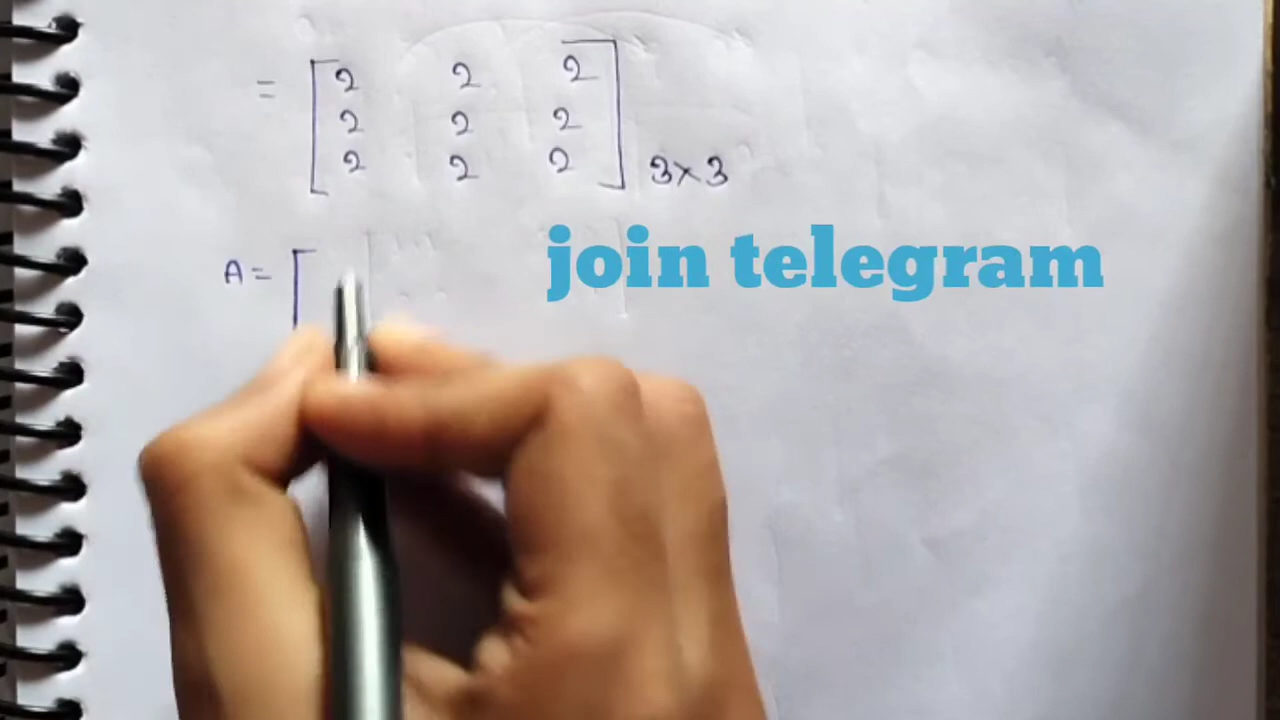 = [ 2 2 2
2 2 2
2 2 2 ] 3×3
A = [
join telegram